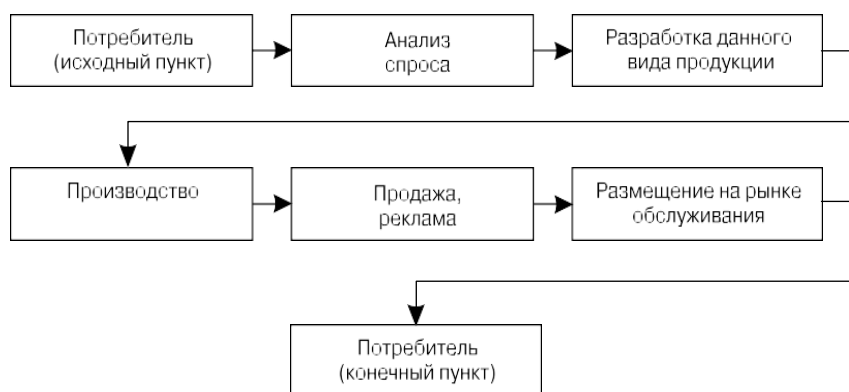 Потребитель
(исходный пункт)
Анализ
спроса
Разработка данного
вида продукции
Производство
Продажа,
реклама
Размещение на рынке
обслуживания
Потребитель
(конечный пункт)